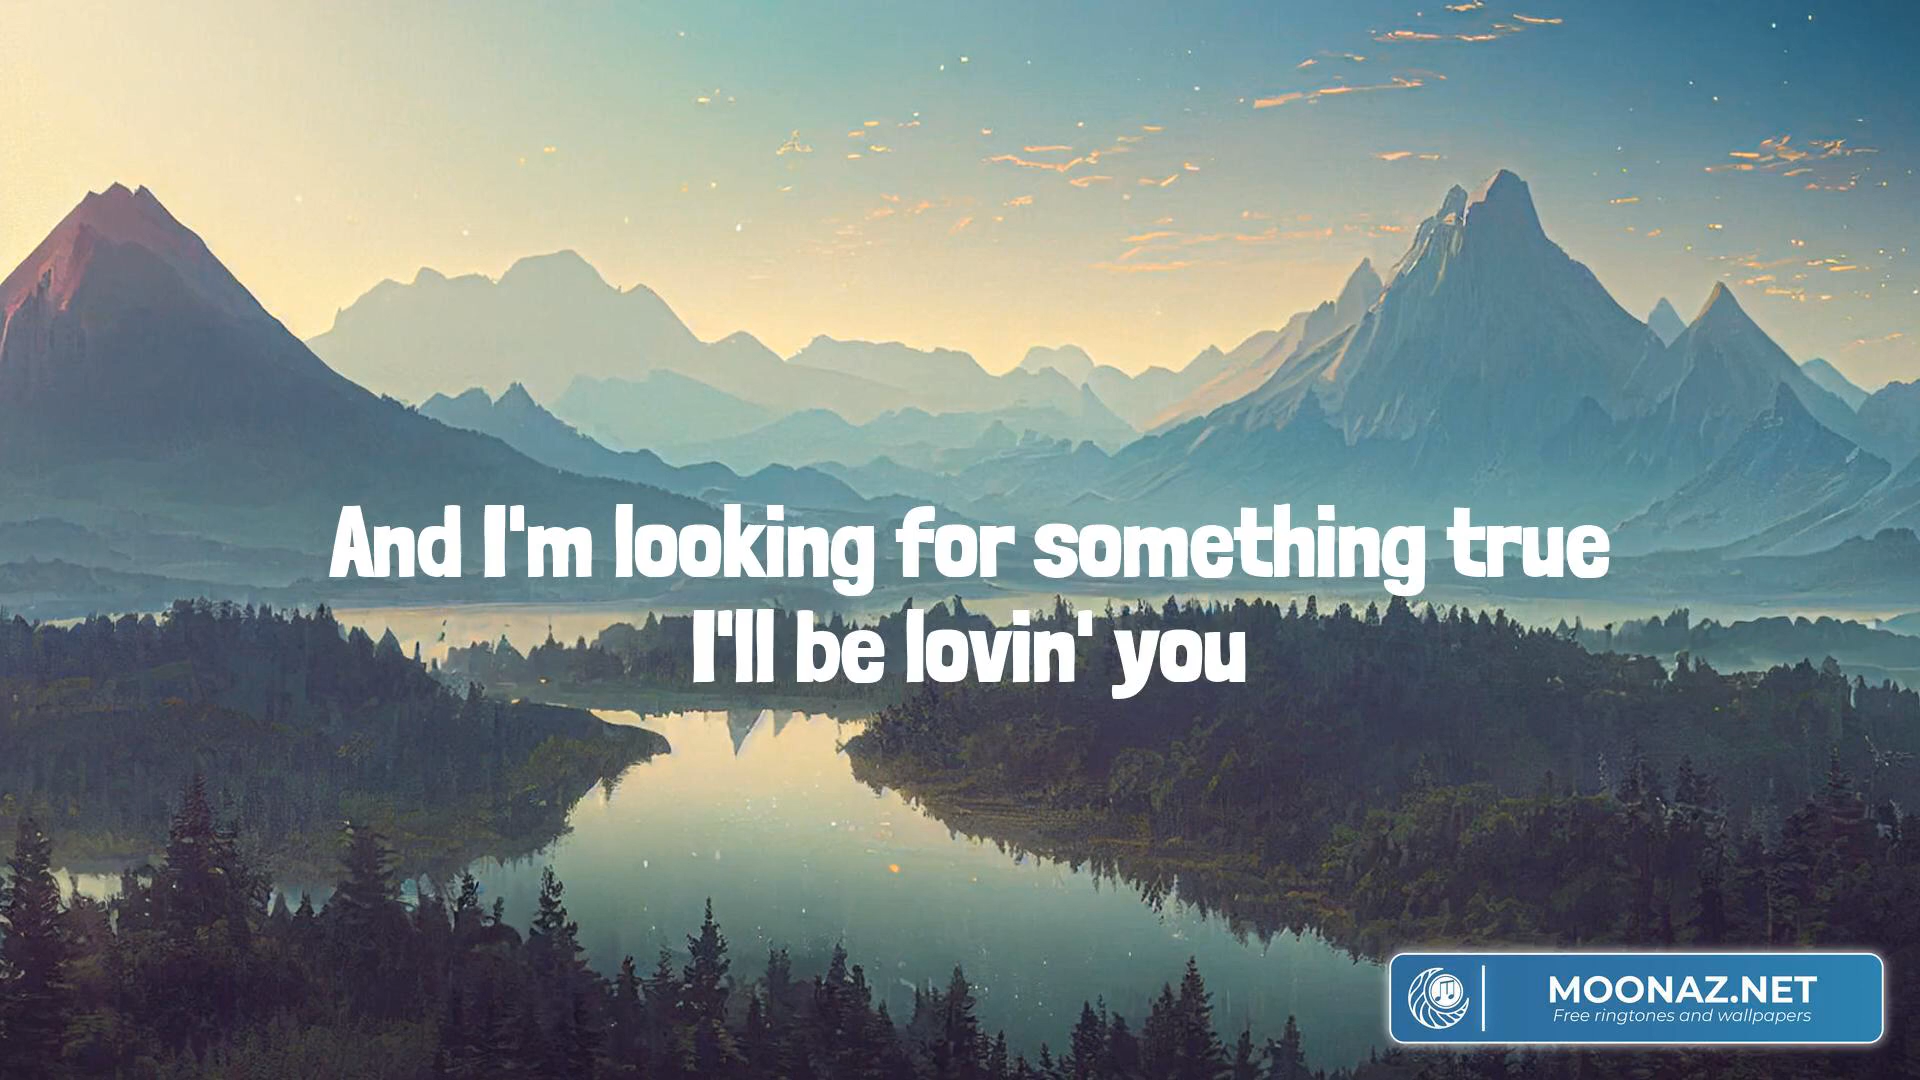 And I'm looking for something true
I'll be lovin' you
MOONAZ.NET
Free ringtones and wallpapers